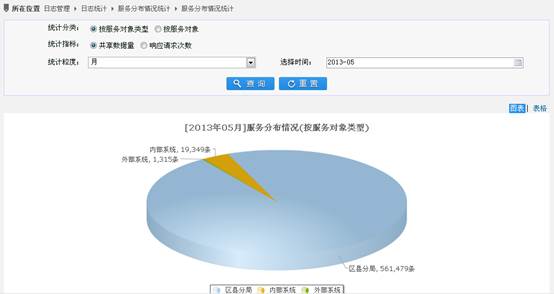 所在位置 日志管理 日志统计 服务分布情况统计 服务分布情况统计
统计分类: 按服务对象类型 按服务对象
统计指标: 共享数据量 响应请求次数
统计粒度: 月 选择时间: 2013-05
查 询 重 置
图表 | 表格
[2013年05月]服务分布情况(按服务对象类型)
内部系统, 19,349条
外部系统, 1,315条
区县分局, 561,479条
区县分局 内部系统 外部系统